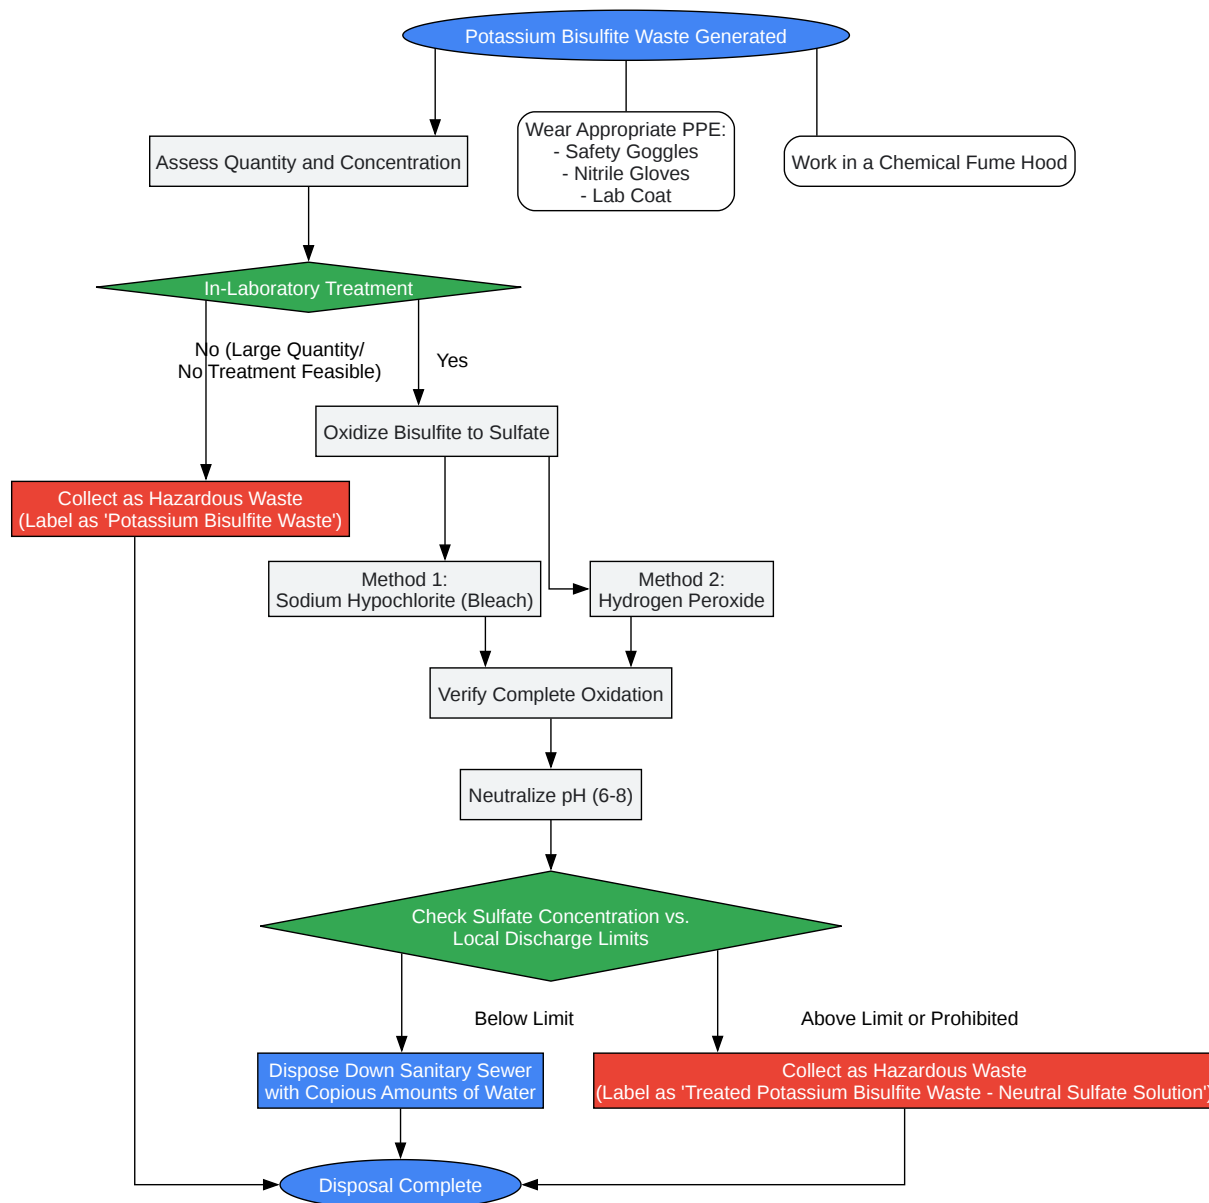 Potassium Bisulfite Waste Generated
Wear Appropriate PPE:
- Safety Goggles
- Nitrile Gloves
- Lab Coat
Assess Quantity and Concentration
Work in a Chemical Fume Hood
In-Laboratory Treatment
No (Large Quantity/
No Treatment Feasible)
Yes
Oxidize Bisulfite to Sulfate
Collect as Hazardous Waste
(Label as 'Potassium Bisulfite Waste')
Method 1:
Sodium Hypochlorite (Bleach)
Method 2:
Hydrogen Peroxide
Verify Complete Oxidation
Neutralize pH (6-8)
Check Sulfate Concentration vs.
Local Discharge Limits
Below Limit
Above Limit or Prohibited
Dispose Down Sanitary Sewer
with Copious Amounts of Water
Collect as Hazardous Waste
(Label as 'Treated Potassium Bisulfite Waste - Neutral Sulfate Solution')
Disposal Complete